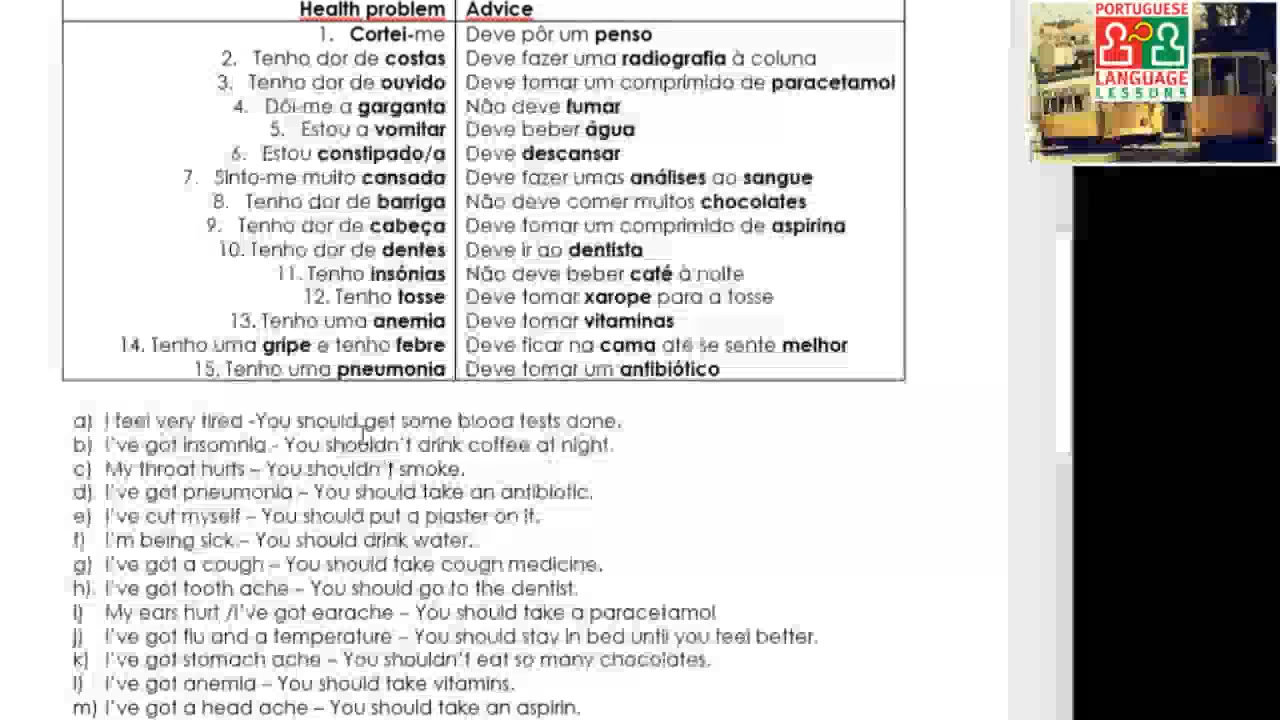 Health problem Advice
1. Cortei-me Deve pôr um penso
2. Tenho dor de costas Deve fazer uma radiografia à coluna
3. Tenho dor de ouvido Deve tomar um comprimido de paracetamol
4. Dói-me a garganta Não deve fumar
5. Estou a vomitar Deve beber água
6. Estou constipado/a Deve descansar
7. Sinto-me muito cansada Deve fazer umas análises ao sangue
8. Tenho dor de barriga Não deve comer muitos chocolates
9. Tenho dor de cabeça Deve tomar um comprimido de aspirina
10. Tenho dor de dentes Deve ir ao dentista
11. Tenho insónias Não deve beber café à noite
12. Tenho tosse Deve tomar xarope para a tosse
13. Tenho uma anemia Deve tomar vitaminas
14. Tenho uma gripe e tenho febre Deve ficar na cama até se sente melhor
15. Tenho uma pneumonia Deve tomar um antibiótico
a) I feel very tired -You should get some blood tests done.
b) I've got insomnia - You shouldn't drink coffee at night.
c) My throat hurts – You shouldn't smoke.
d) I've got pneumonia – You should take an antibiotic.
e) I've cut myself – You should put a plaster on it.
f) I'm being sick – You should drink water.
g) I've got a cough – You should take cough medicine.
h) I've got tooth ache – You should go to the dentist.
i) My ears hurt /I've got earache – You should take a paracetamol
j) I've got flu and a temperature – You should stay in bed until you feel better.
k) I've got stomach ache – You shouldn't eat so many chocolates.
l) I've got anemia – You should take vitamins.
m) I've got a head ache – You should take an aspirin.
PORTUGUESE
LANGUAGE
LESSONS